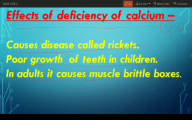 Effects of deficiency of calcium –
Causes disease called rickets.
Poor growth of teeth in children.
In adults it causes muscle brittle boxes.